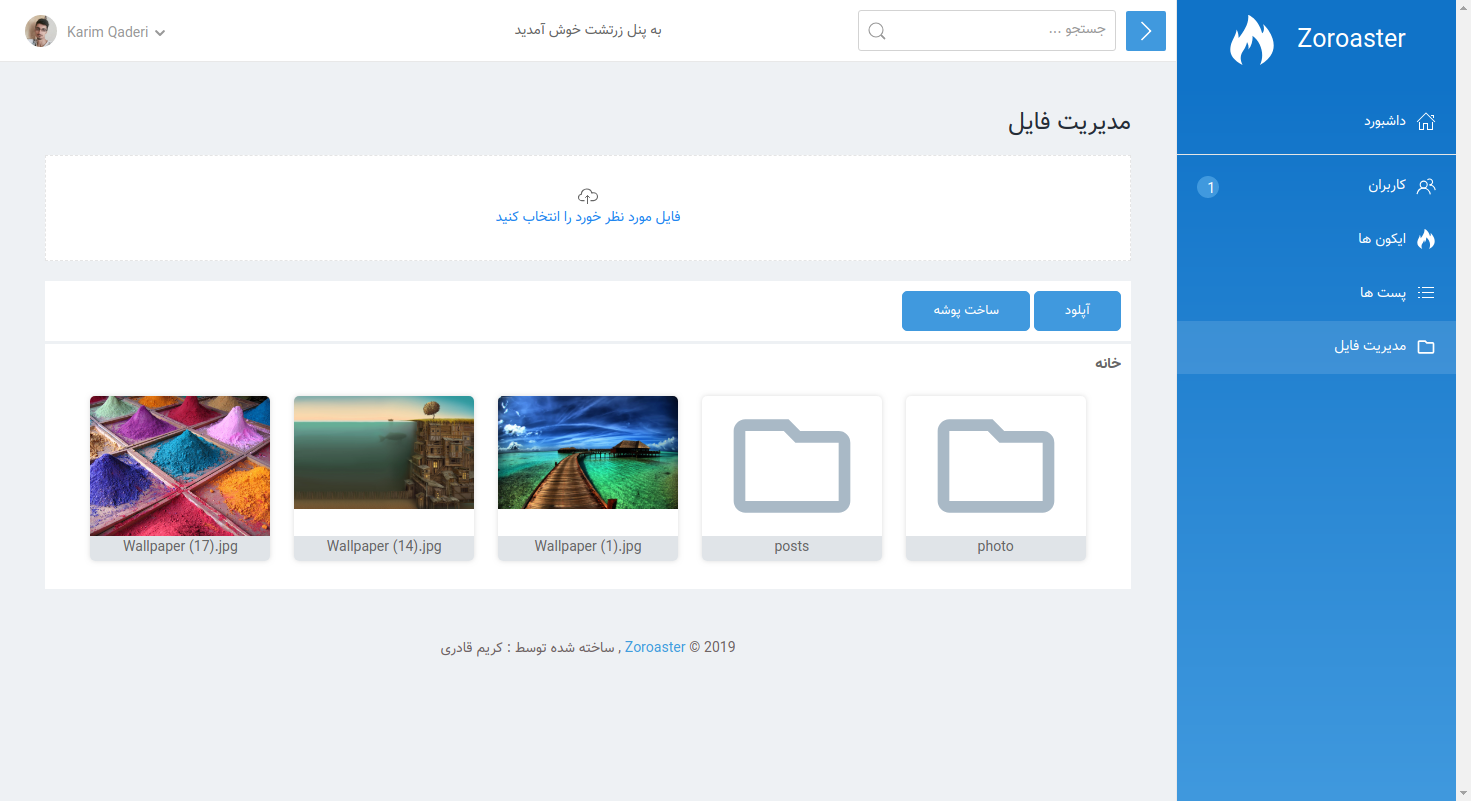 Zoroaster
داشبورد
کاربران
1
ایکون ها
پست ها
مدیریت فایل
جستجو ...
به پنل زرتشت خوش آمدید
Karim Qaderi
مدیریت فایل
فایل مورد نظر خورد را انتخاب کنید
آپلود
ساخت پوشه
خانه
photo
posts
Wallpaper (1).jpg
Wallpaper (14).jpg
Wallpaper (17).jpg
2019 © Zoroaster , ساخته شده توسط : کریم قادری